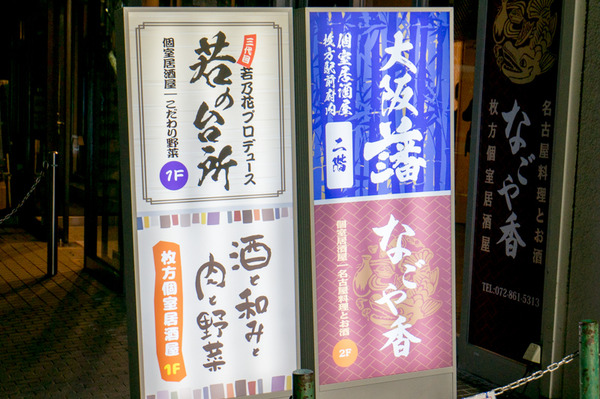 三代目
若乃花プロデュース
若の台所
個室居酒屋|こだわり野菜
1F
酒と和みと
肉と野菜
枚方個室居酒屋
1F
大阪藩
個室居酒屋
枚方駅前府内
二階
なごや香
個室居酒屋|名古屋料理とお酒
2F
名古屋料理とお酒
なごや香
枚方個室居酒屋
TEL:072-861-5313